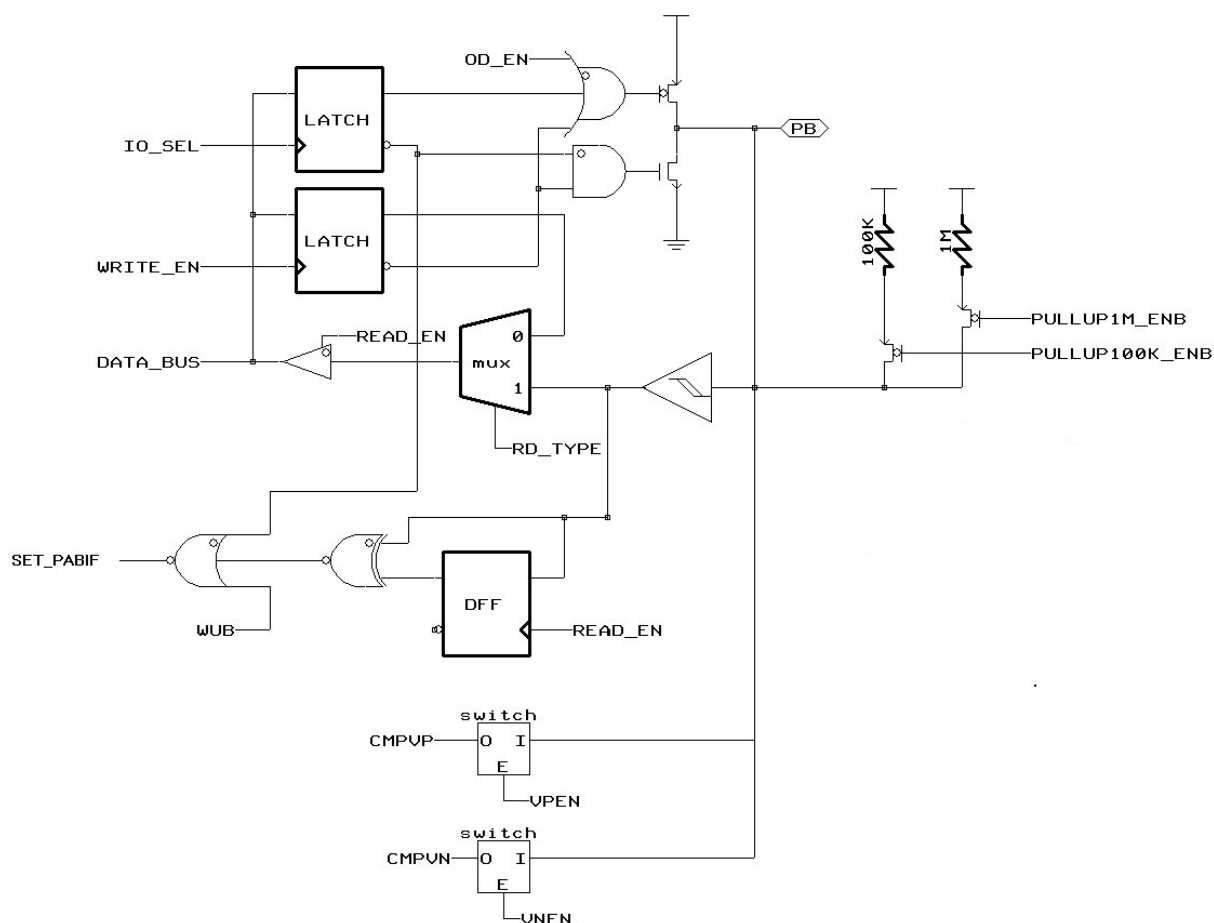 OD_EN
LATCH
PB
IO_SEL
LATCH
WRITE_EN
100K
1M
READ_EN
0
PULLUP1M_ENB
DATA_BUS
mux
PULLUP100K_ENB
1
RD_TYPE
SET_PABIF
DFF
WUB
READ_EN
switch
CMPVP
O I
E
VPEN
switch
CMPVN
O I
E
VNEN